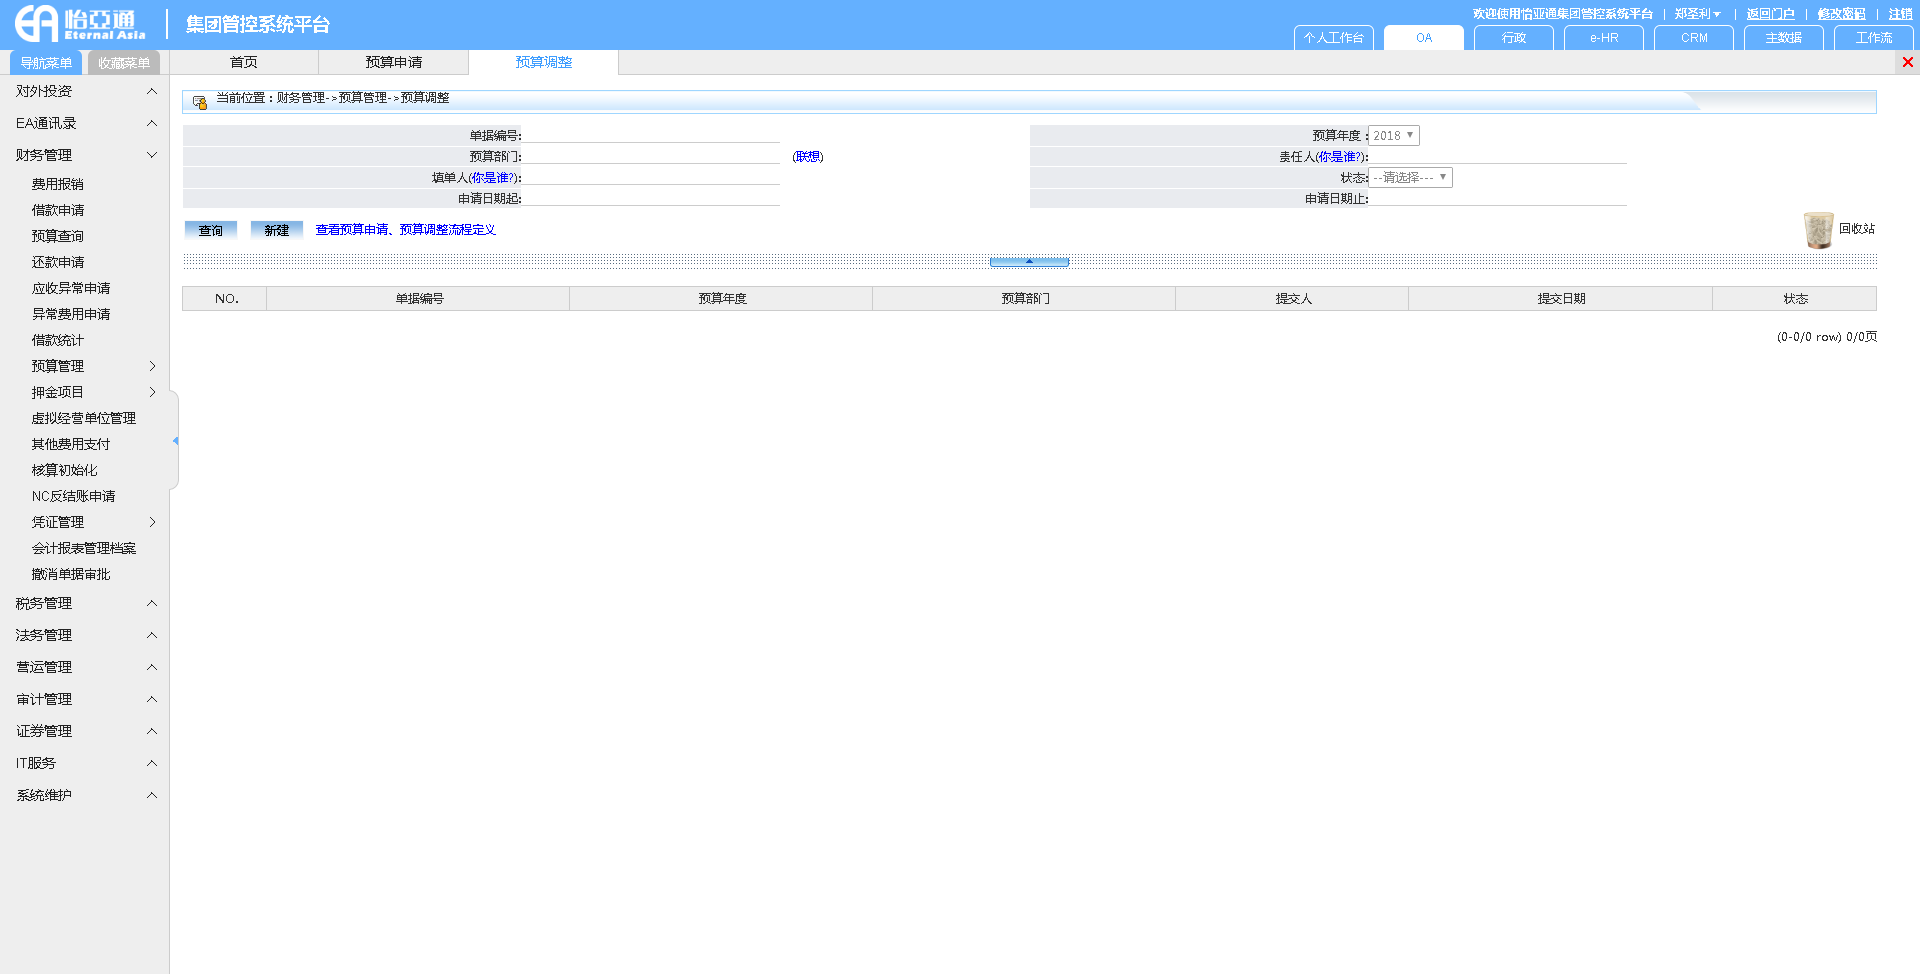 怡亞通
Eternal Asia
集团管控系统平台
欢迎使用怡亚通集团管控系统平台 | 郑圣利 | 返回门户 | 修改密码 | 注销
个人工作台 OA 行政 e-HR CRM 主数据 工作流
导航菜单 收藏菜单 首页 预算申请 预算调整
对外投资
EA通讯录
财务管理
费用报销
借款申请
预算查询
还款申请
应收异常申请
异常费用申请
借款统计
预算管理
押金项目
虚拟经营单位管理
其他费用支付
核算初始化
NC反结账申请
凭证管理
会计报表管理档案
撤消单据审批
税务管理
法务管理
营运管理
审计管理
证券管理
IT服务
系统维护
当前位置：财务管理->预算管理->预算调整
单据编号: 预算年度：2018
预算部门: (联想) 责任人(你是谁?):
填单人(你是谁?): 状态:--请选择---
申请日期起: 申请日期止:
查询 新建 查看预算申请、预算调整流程定义 回收站
NO. 单据编号 预算年度 预算部门 提交人 提交日期 状态
(0-0/0 row) 0/0页